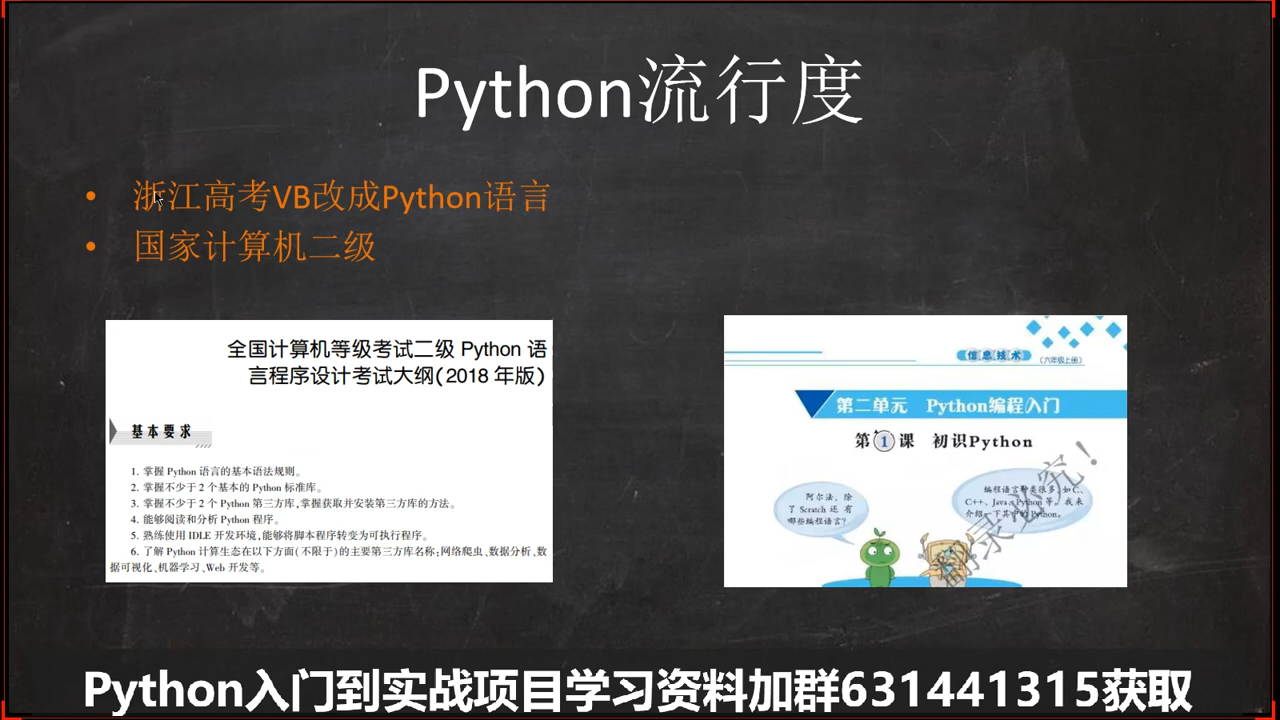 Python流行度
• 浙江高考VB改成Python语言
• 国家计算机二级
全国计算机等级考试二级 Python 语
言程序设计考试大纲(2018 年版)
基本要求
1. 掌握 Python 语言的基本语法规则。
2. 掌握不少于 2 个基本的 Python 标准库。
3. 掌握不少于 2 个 Python 第三方库,掌握获取并安装第三方库的方法。
4. 能够阅读和分析 Python 程序。
5. 熟练使用 IDLE 开发环境,能够将脚本程序转变为可执行程序。
6. 了解 Python 计算生态在以下方面(不限于)的主要第三方库名称:网络爬虫、数据分析、数
据可视化、机器学习、Web 开发等。
信息技术 (六年级上册)
第二单元 Python编程入门
第1课 初识Python
阿尔法,除
了 Scratch 还有
哪些编程语言?
编程语言种类很多,如C、
C++、Java、Python等。我来
介绍一下其中的Python。
必究!
Python入门到实战项目学习资料加群631441315获取